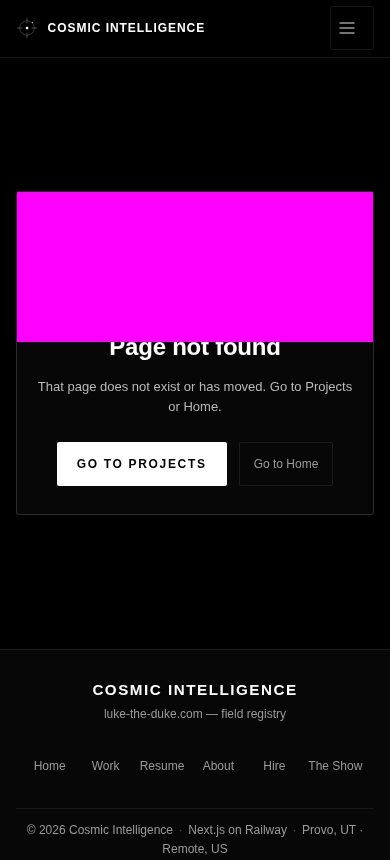 COSMIC INTELLIGENCE
Page not found
That page does not exist or has moved. Go to Projects
or Home.
GO TO PROJECTS
Go to Home
COSMIC INTELLIGENCE
luke-the-duke.com — field registry
Home Work Resume About Hire The Show
© 2026 Cosmic Intelligence · Next.js on Railway · Provo, UT ·
Remote, US